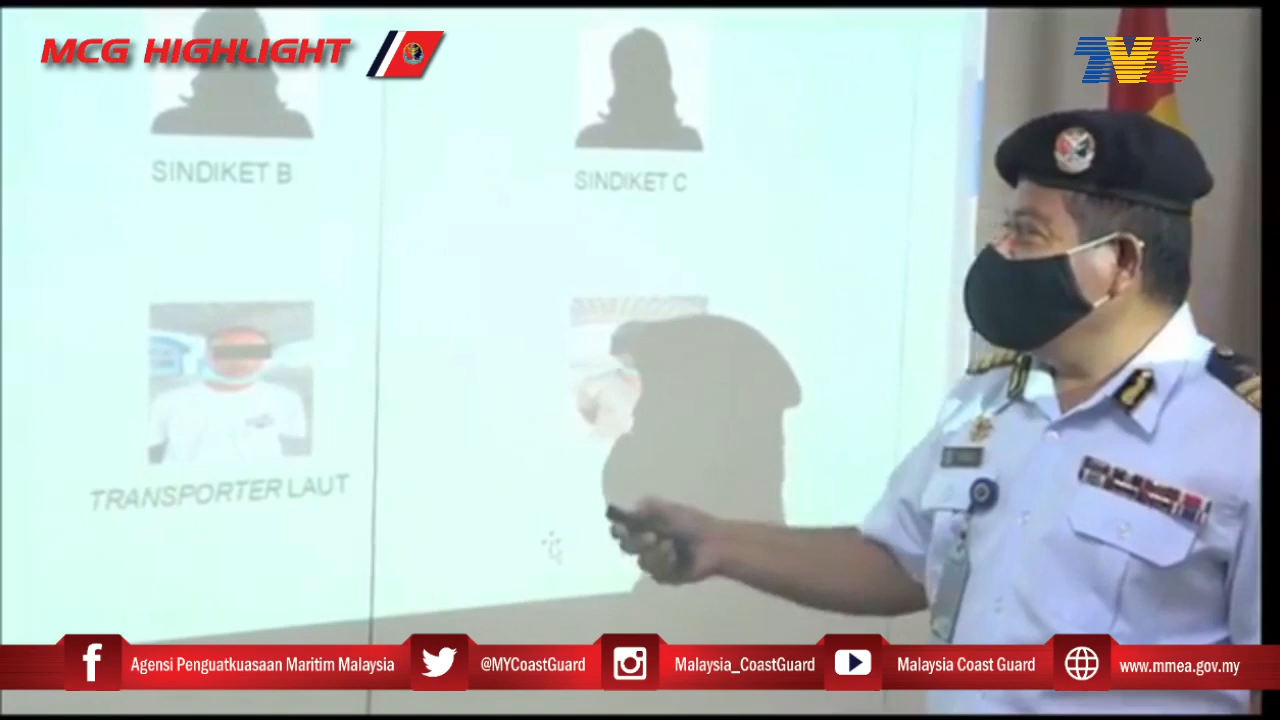 MCG HIGHLIGHT
TV3
SINDIKET B
SINDIKET C
TRANSPORTER LAUT
Agensi Penguatkuasaan Maritim Malaysia
@MYCoastGuard
Malaysia_CoastGuard
Malaysia Coast Guard
www.mmea.gov.my